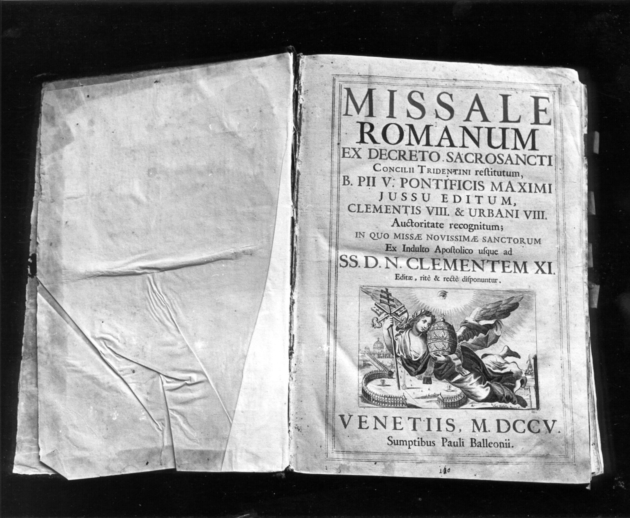 MISSALE
ROMANUM
EX DECRETO SACROSANCTI
CONCILII TRIDENTINI restitutum,
B. PII V. PONTIFICIS MAXIMI
JUSSU EDITUM,
CLEMENTIS VIII. & URBANI VIII.
Auctoritate recognitum;
IN QUO MISSÆ NOVISSIMÆ SANCTORUM
Ex Indulto Apostolico usque ad
SS. D. N. CLEMENTEM XI.
Editæ, ritè & rectè disponuntur.
VENETIIS, M. DCCV.
Sumptibus Pauli Balleonii.